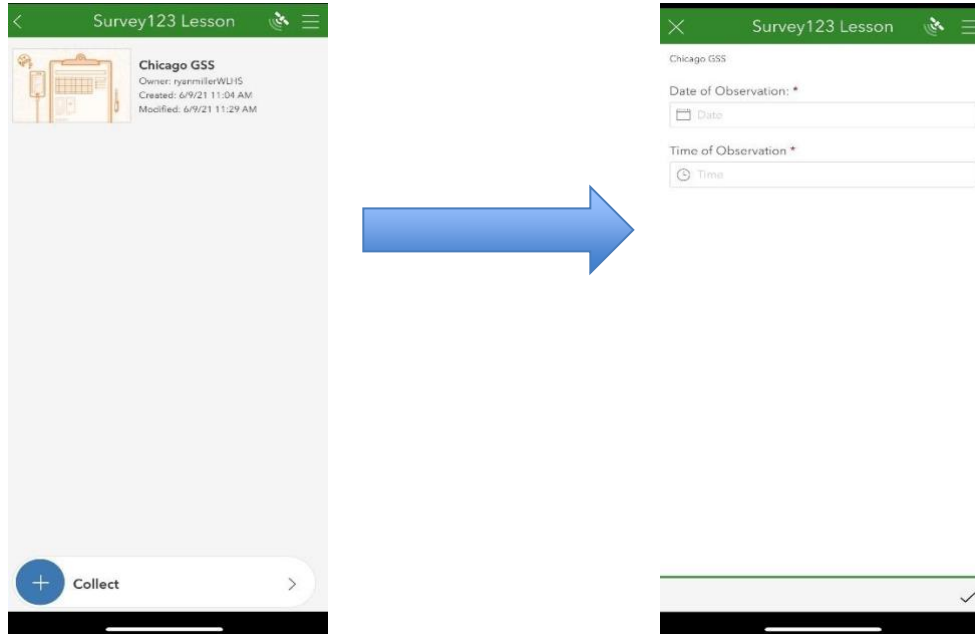 Survey123 Lesson
Chicago GSS
Owner: ryanmillerWLHS
Created: 6/9/21 11:04 AM
Modified: 6/9/21 11:29 AM
Collect
Survey123 Lesson
Chicago GSS
Date of Observation: *
Date
Time of Observation *
Time